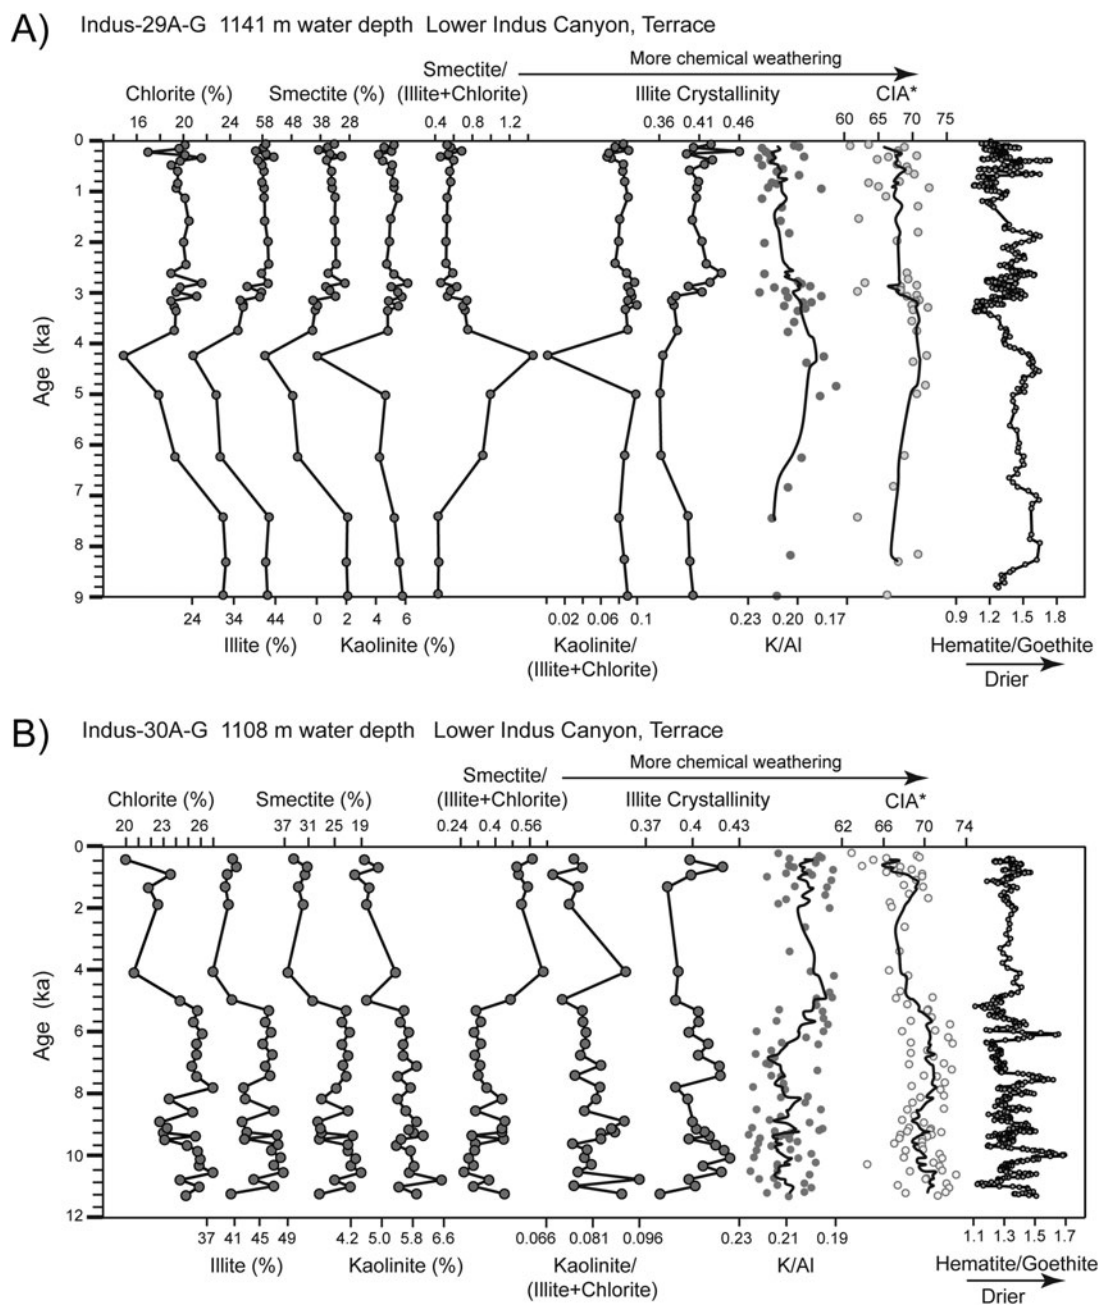 A) Indus-29A-G 1141 m water depth Lower Indus Canyon, Terrace
More chemical weathering
Smectite/
Chlorite (%) Smectite (%) (Illite+Chlorite) Illite Crystallinity CIA*
16 20 24 58 48 38 28 0.4 0.8 1.2 0.36 0.41 0.46 60 65 70 75
0
1
2
3
4
5
6
7
8
9
Age (ka)
24 34 44 0 2 4 6 0.02 0.06 0.1 0.23 0.20 0.17 0.9 1.2 1.5 1.8
Illite (%) Kaolinite (%) Kaolinite/ K/Al Hematite/Goethite
(Illite+Chlorite)
Drier
B) Indus-30A-G 1108 m water depth Lower Indus Canyon, Terrace
More chemical weathering
Smectite/
Chlorite (%) Smectite (%) (Illite+Chlorite) Illite Crystallinity CIA*
20 23 26 37 31 25 19 0.24 0.4 0.56 0.37 0.4 0.43 62 66 70 74
0
2
4
6
8
10
12
Age (ka)
37 41 45 49 4.2 5.0 5.8 6.6 0.066 0.081 0.096 0.23 0.21 0.19 1.1 1.3 1.5 1.7
Illite (%) Kaolinite (%) Kaolinite/ K/Al Hematite/Goethite
(Illite+Chlorite)
Drier